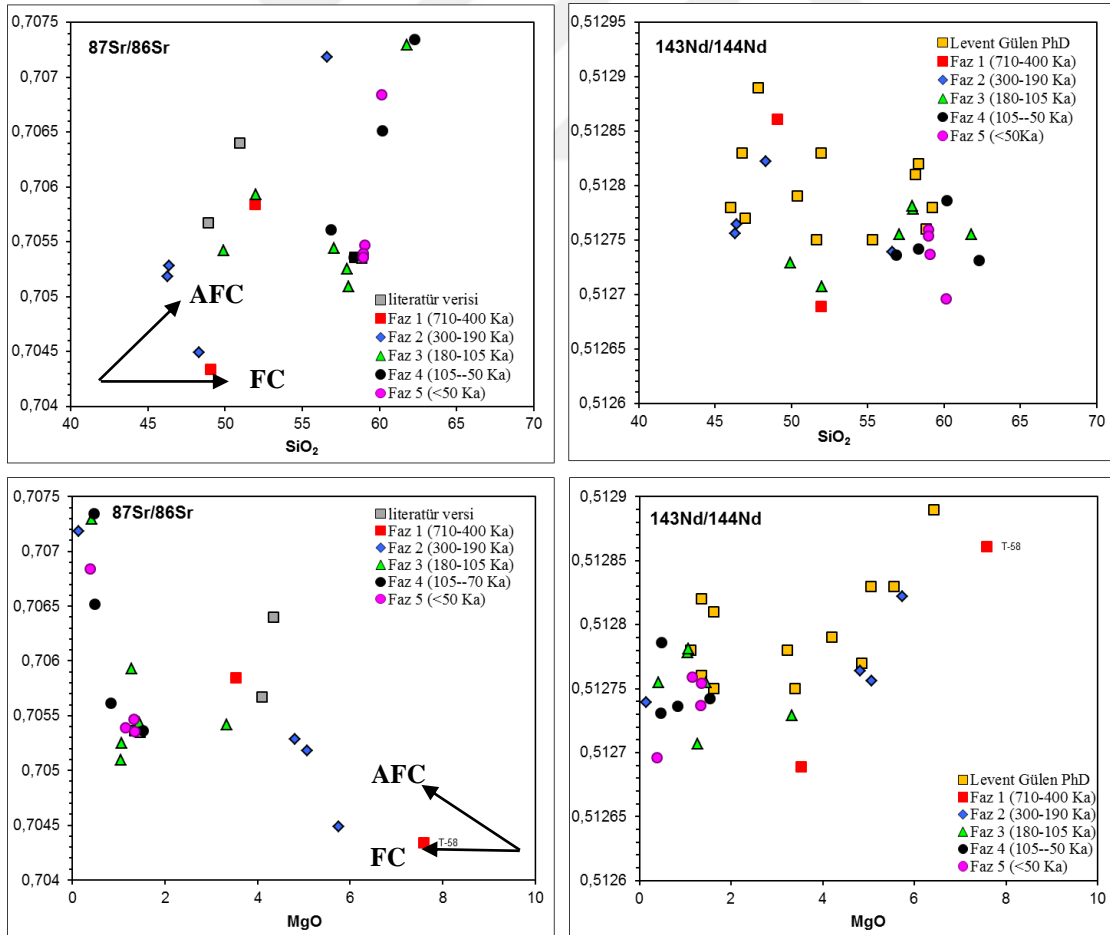 0,7075
0,707
0,7065
0,706
0,7055
0,705
0,7045
0,704
87Sr/86Sr
AFC
FC
literatür verisi
Faz 1 (710-400 Ka)
Faz 2 (300-190 Ka)
Faz 3 (180-105 Ka)
Faz 4 (105--50 Ka)
Faz 5 (<50 Ka)
40 45 50 55 60 65 70
SiO₂
0,51295
0,5129
0,51285
0,5128
0,51275
0,5127
0,51265
0,5126
143Nd/144Nd
Levent Gülen PhD
Faz 1 (710-400 Ka)
Faz 2 (300-190 Ka)
Faz 3 (180-105 Ka)
Faz 4 (105--50 Ka)
Faz 5 (<50Ka)
40 45 50 55 60 65 70
SiO₂
0,7075
0,707
0,7065
0,706
0,7055
0,705
0,7045
0,704
87Sr/86Sr
literatür verisi
Faz 1 (710-400 Ka)
Faz 2 (300-190 Ka)
Faz 3 (180-105 Ka)
Faz 4 (105--70 Ka)
Faz 5 (<50 Ka)
AFC
FC
T-58
0 2 4 6 8 10
MgO
0,5129
0,51285
0,5128
0,51275
0,5127
0,51265
0,5126
143Nd/144Nd
T-58
Levent Gülen PhD
Faz 1 (710-400 Ka)
Faz 2 (300-190 Ka)
Faz 3 (180-105 Ka)
Faz 4 (105--50 Ka)
Faz 5 (<50 Ka)
0 2 4 6 8 10
MgO